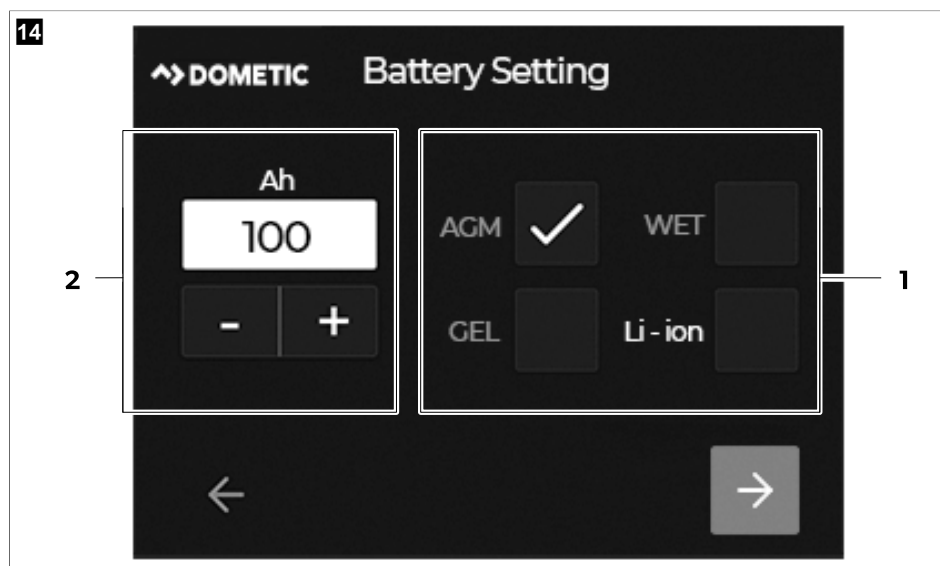 14
DOMETIC Battery Setting
Ah
100
- +
AGM WET
GEL Li - ion
2
1